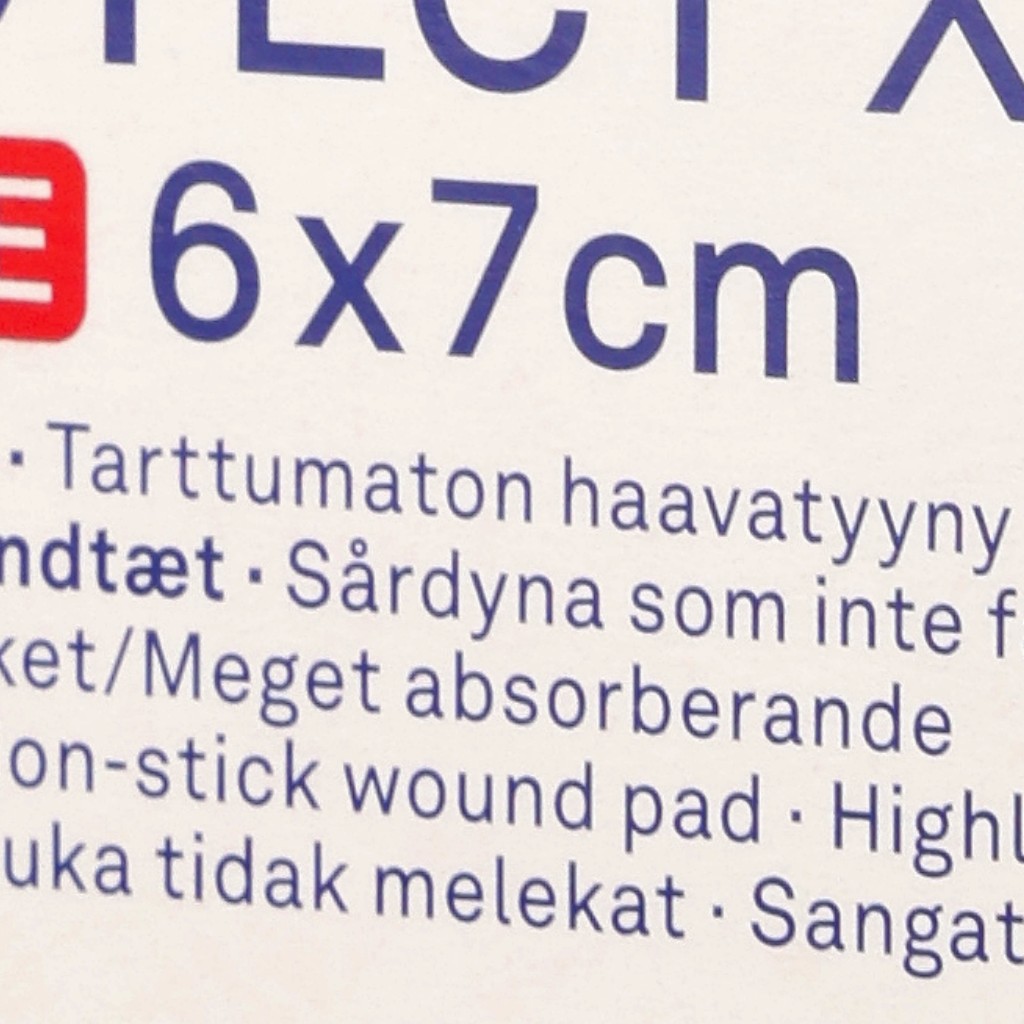 6x7cm
· Tarttumaton haavatyyny
ndtæt · Sårdyna som inte f
ket/Meget absorberande
on-stick wound pad · Highl
uka tidak melekat · Sangat